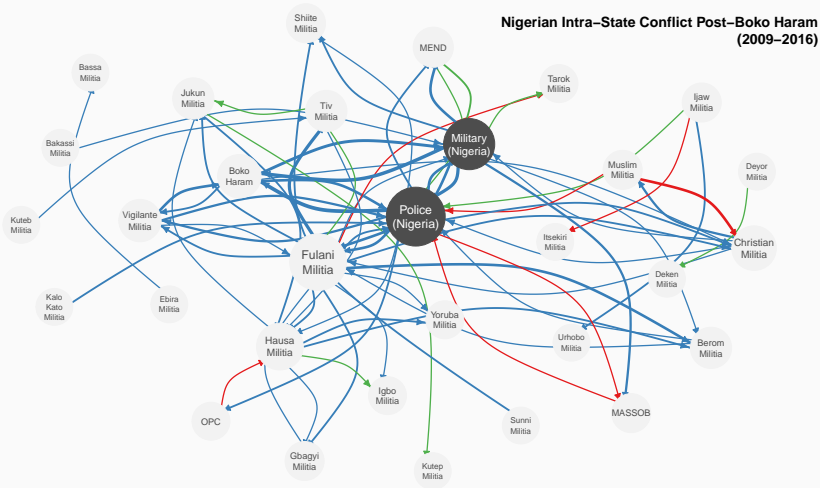 Nigerian Intra−State Conflict Post−Boko Haram
(2009−2016)
Shiite
Militia
MEND
Bassa
Militia
Jukun
Militia
Tiv
Militia
Tarok
Militia
Ijaw
Militia
Bakassi
Militia
Military
(Nigeria)
Boko
Haram
Muslim
Militia
Deyor
Militia
Kuteb
Militia
Vigilante
Militia
Police
(Nigeria)
Itsekiri
Militia
Christian
Militia
Fulani
Militia
Deken
Militia
Kalo
Kato
Militia
Ebira
Militia
Yoruba
Militia
Hausa
Militia
Urhobo
Militia
Berom
Militia
Igbo
Militia
OPC
Sunni
Militia
MASSOB
Gbagyi
Militia
Kutep
Militia